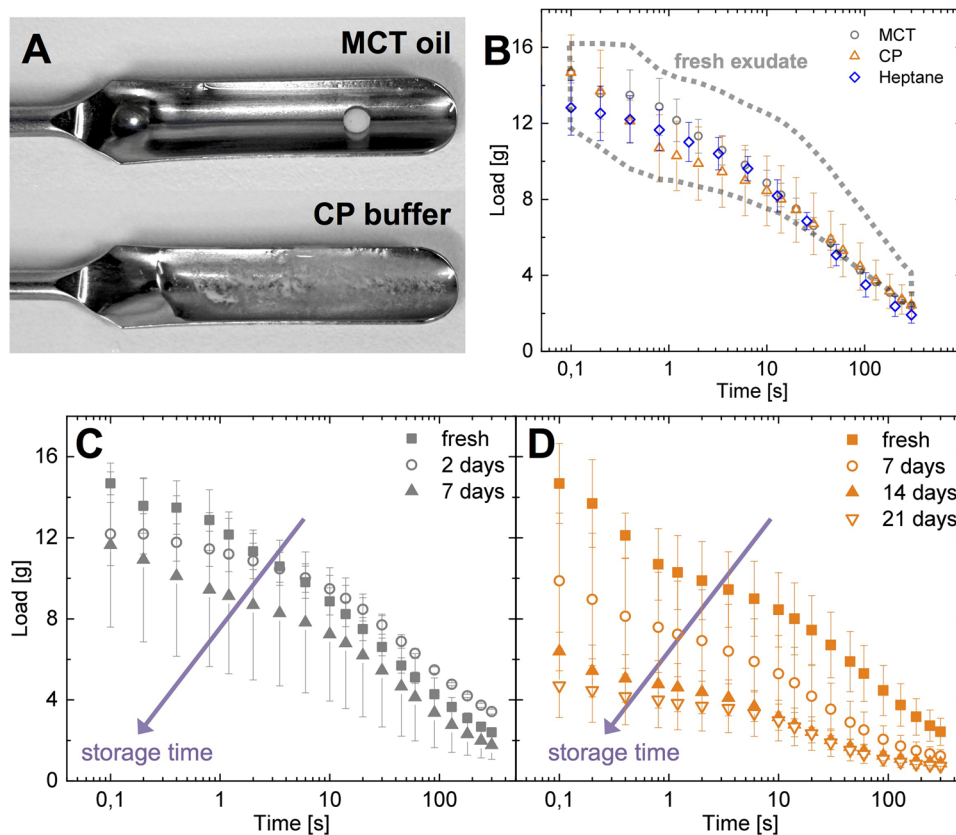 A
MCT oil
CP buffer
B
MCT
CP
Heptane
fresh exudate
16
12
8
4
0
Load [g]
0,1
1
10
100
Time [s]
C
fresh
2 days
7 days
16
12
8
4
0
Load [g]
storage time
0,1
1
10
100
Time [s]
D
fresh
7 days
14 days
21 days
storage time
0,1
1
10
100
Time [s]